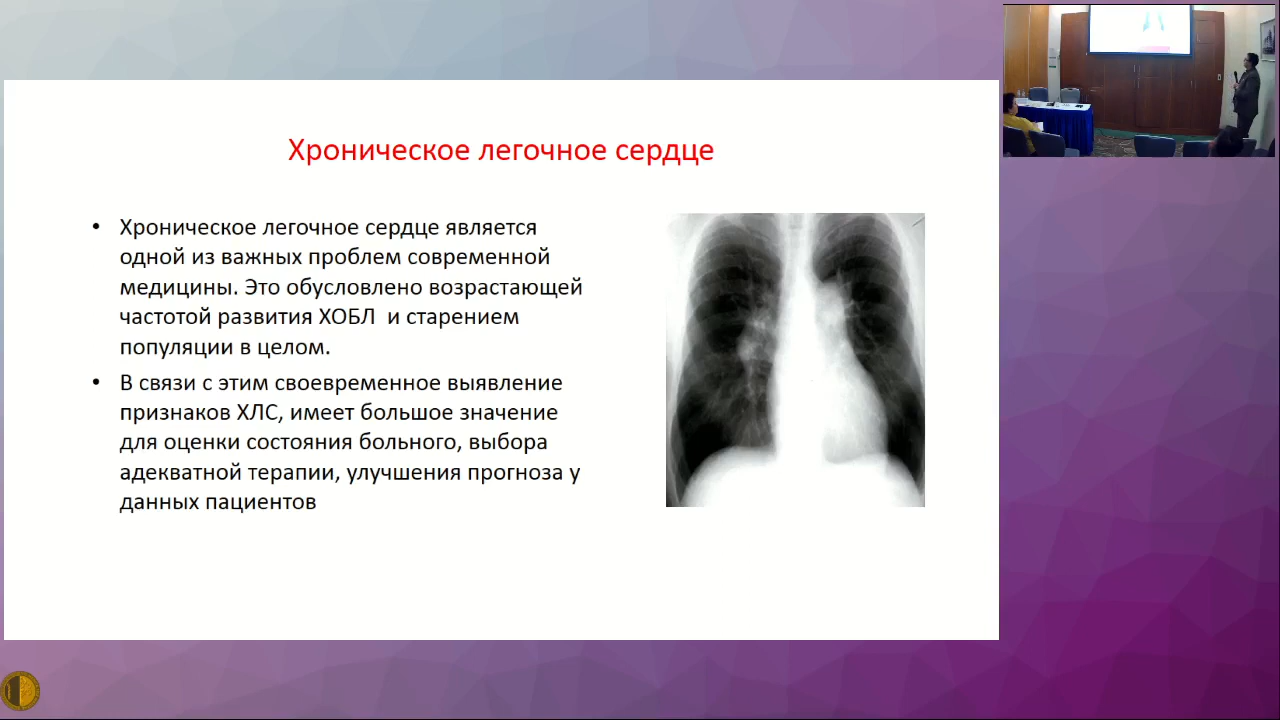 Хроническое легочное сердце
• Хроническое легочное сердце является
одной из важных проблем современной
медицины. Это обусловлено возрастающей
частотой развития ХОБЛ и старением
популяции в целом.
• В связи с этим своевременное выявление
признаков ХЛС, имеет большое значение
для оценки состояния больного, выбора
адекватной терапии, улучшения прогноза у
данных пациентов